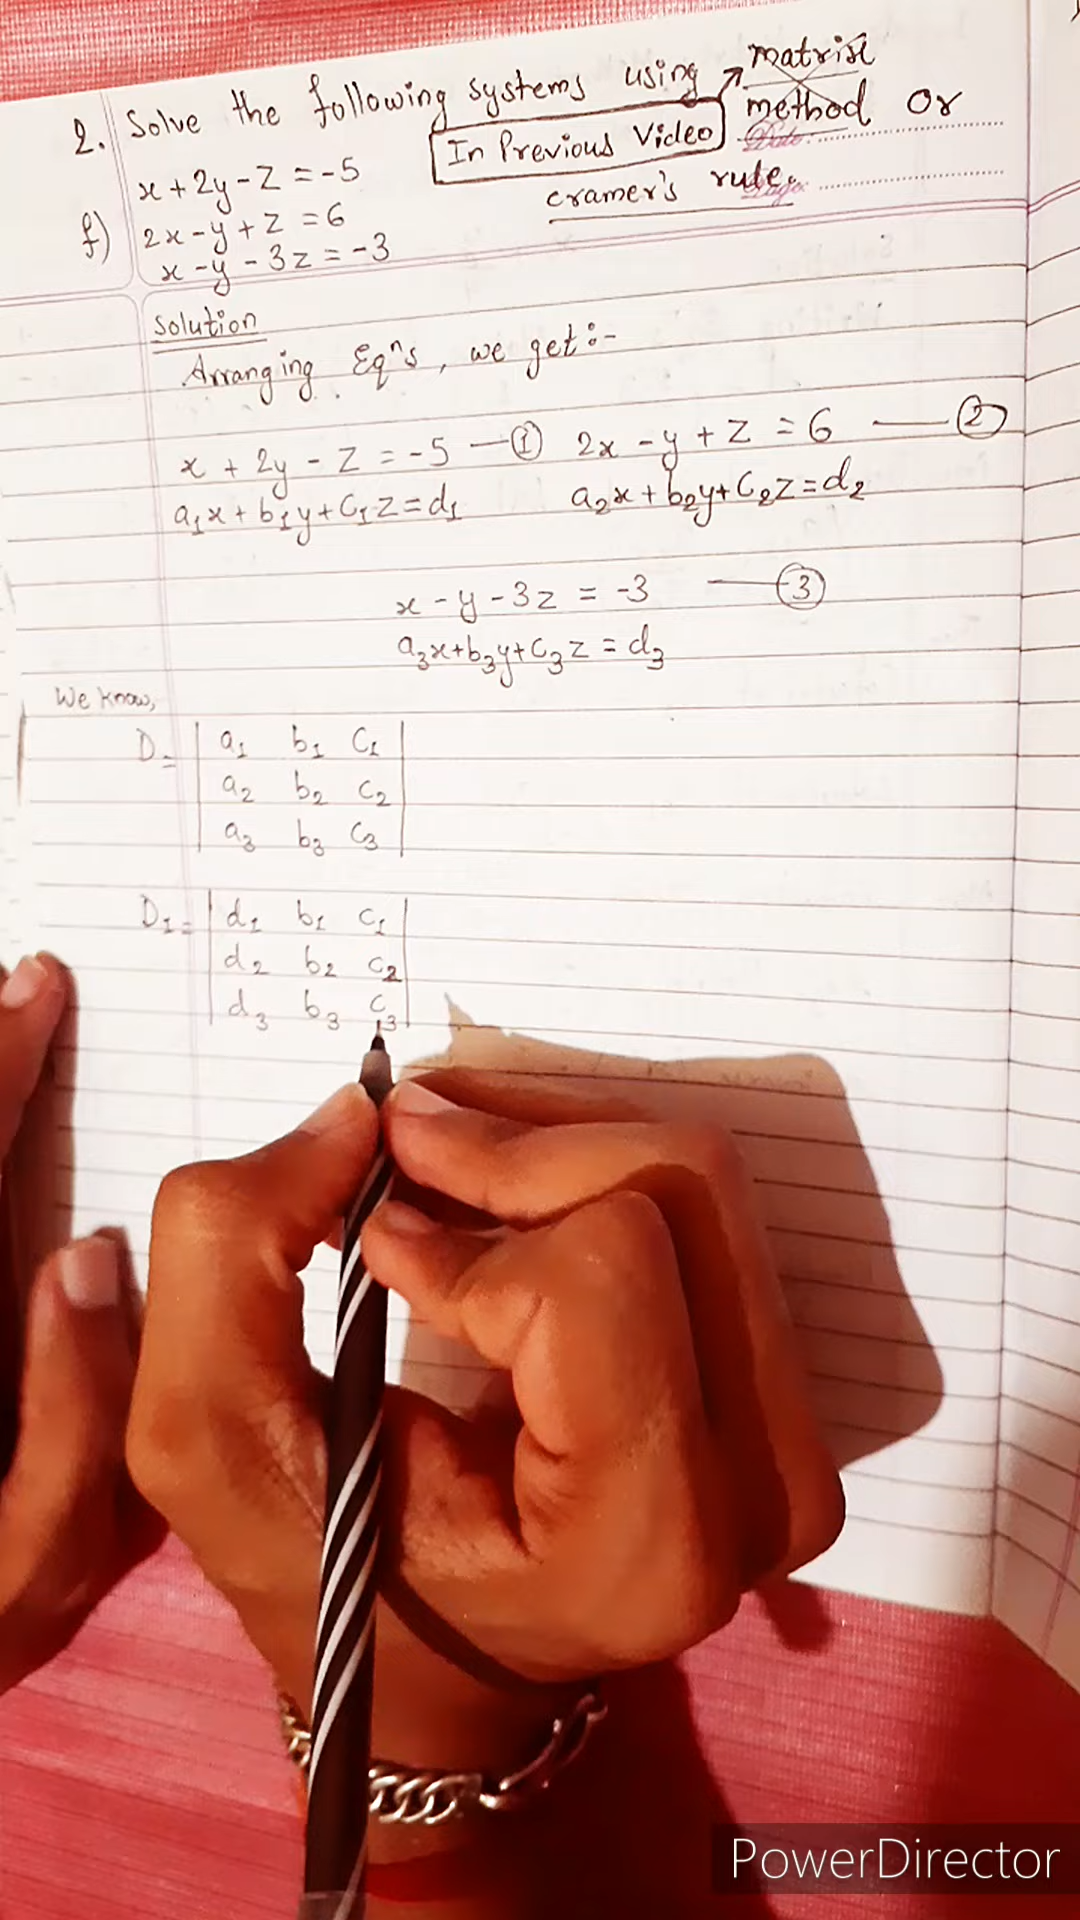 2. Solve the following systems using matrix
In Previous Video method Or
cramer's rule.
x + 2y - z = -5
f) 2x - y + z = 6
x - y - 3z = -3
Solution
Arranging Eqⁿs, we get:-
x + 2y - z = -5 — ① 2x - y + z = 6 — ②
a₁x + b₁y + c₁z = d₁ a₂x + b₂y + c₂z = d₂
x - y - 3z = -3 — ③
a₃x + b₃y + c₃z = d₃
We know,
D = | a₁ b₁ c₁ |
| a₂ b₂ c₂ |
| a₃ b₃ c₃ |
D₁ = | d₁ b₁ c₁ |
| d₂ b₂ c₂ |
| d₃ b₃ c₃ |
PowerDirector